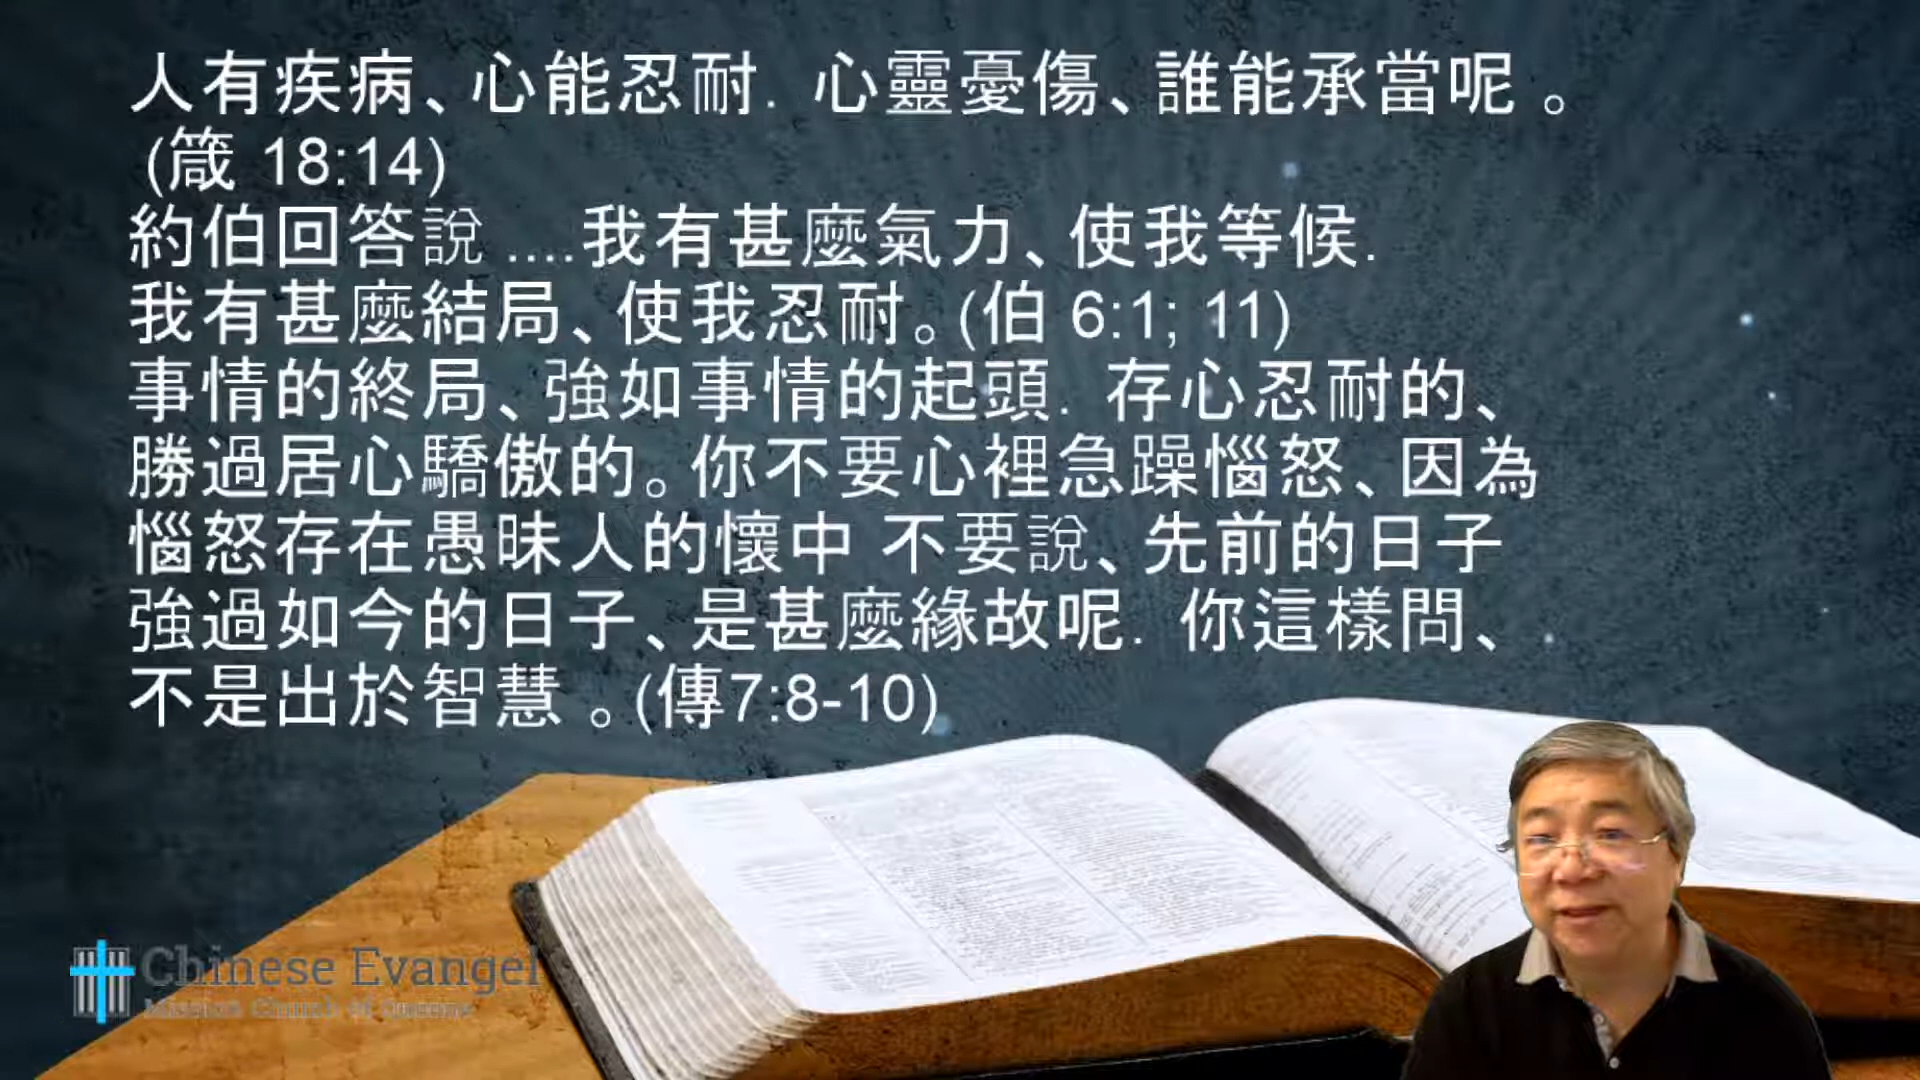 人有疾病、心能忍耐. 心靈憂傷、誰能承當呢 。
(箴 18:14)
約伯回答說 ....我有甚麼氣力、使我等候.
我有甚麼結局、使我忍耐。(伯 6:1; 11)
事情的終局、強如事情的起頭. 存心忍耐的、
勝過居心驕傲的。你不要心裡急躁惱怒、因為
惱怒存在愚昧人的懷中 不要說、先前的日子
強過如今的日子、是甚麼緣故呢. 你這樣問、
不是出於智慧 。(傳7:8-10)
Chinese Evangel
Mission Church of Queens